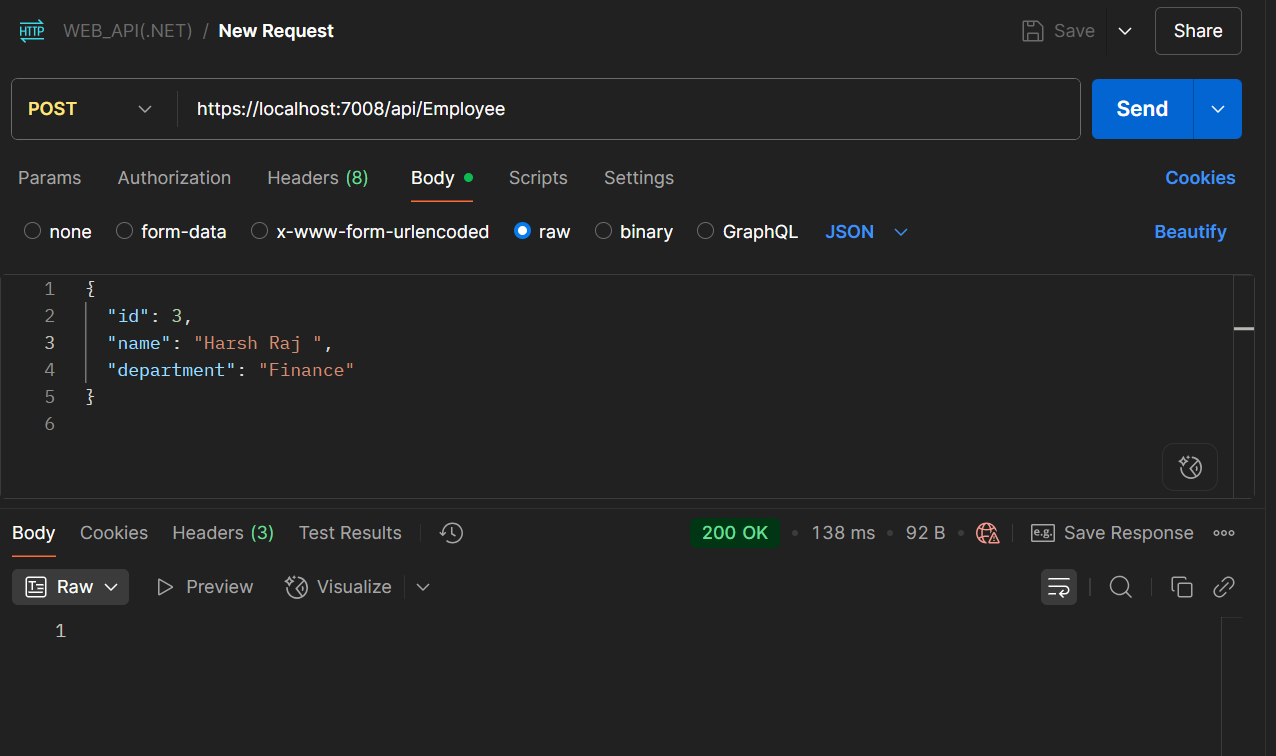 HTTP WEB_API(.NET) / New Request Save Share
POST https://localhost:7008/api/Employee Send
Params Authorization Headers (8) Body Scripts Settings Cookies
none form-data x-www-form-urlencoded raw binary GraphQL JSON Beautify
1 {
2 "id": 3,
3 "name": "Harsh Raj ",
4 "department": "Finance"
5 }
6
Body Cookies Headers (3) Test Results 200 OK • 138 ms • 92 B • e.g. Save Response
Raw Preview Visualize
1